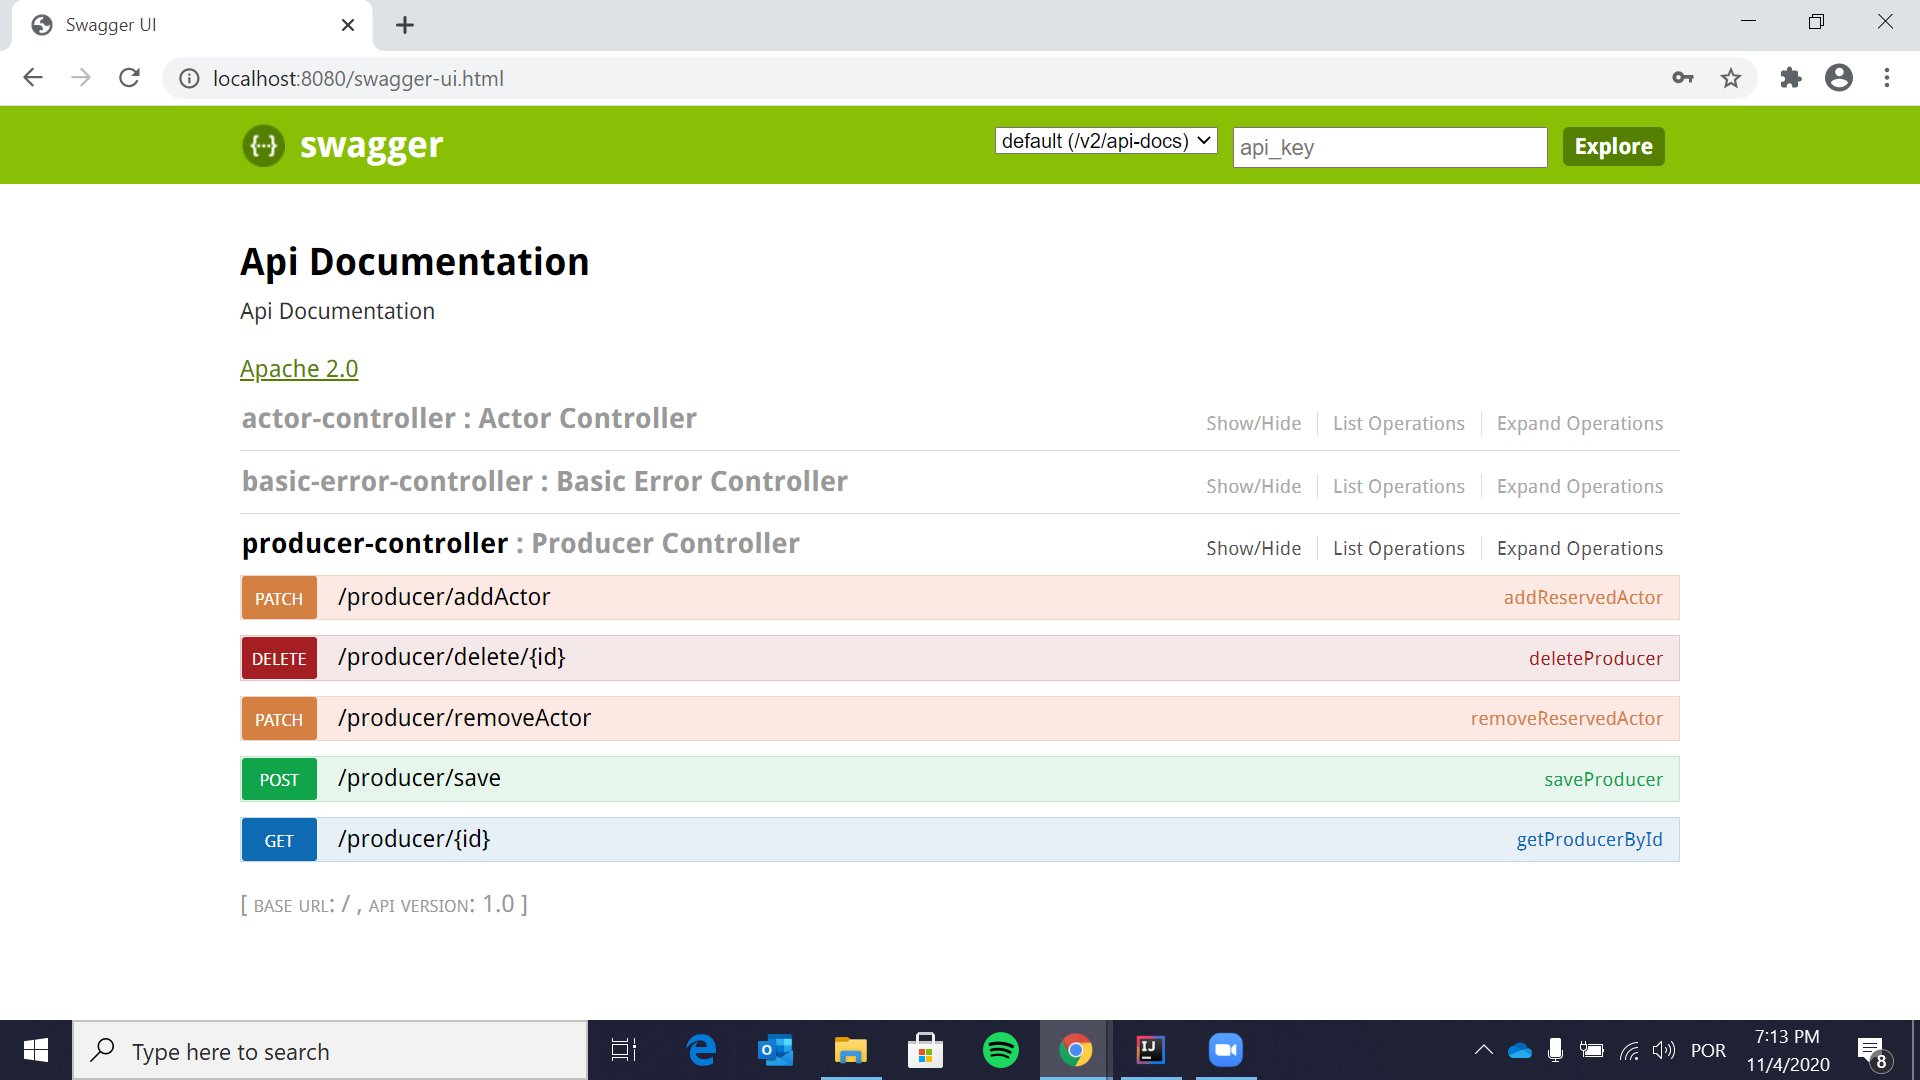 Swagger UI
localhost:8080/swagger-ui.html
swagger
default (/v2/api-docs)
api_key
Explore
Api Documentation
Api Documentation
Apache 2.0
actor-controller : Actor Controller
Show/Hide
List Operations
Expand Operations
basic-error-controller : Basic Error Controller
Show/Hide
List Operations
Expand Operations
producer-controller : Producer Controller
Show/Hide
List Operations
Expand Operations
PATCH
/producer/addActor
addReservedActor
DELETE
/producer/delete/{id}
deleteProducer
PATCH
/producer/removeActor
removeReservedActor
POST
/producer/save
saveProducer
GET
/producer/{id}
getProducerById
[ BASE URL: / , API VERSION: 1.0 ]
Type here to search
POR
7:13 PM
11/4/2020
8